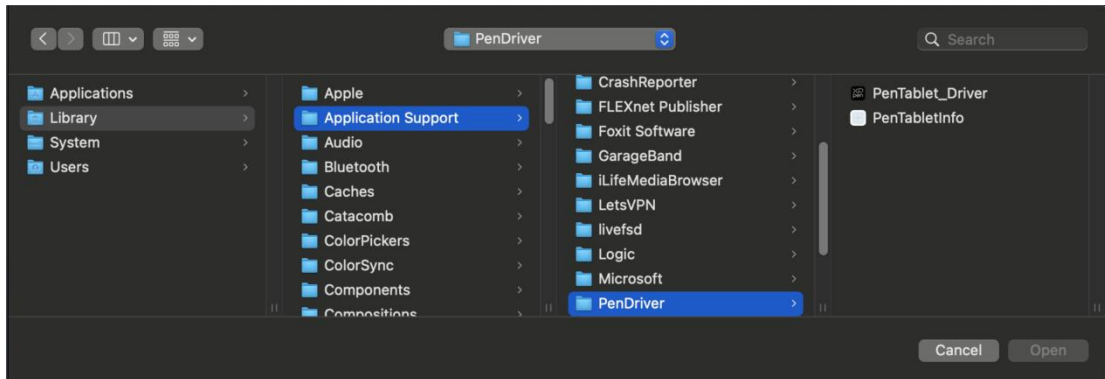 PenDriver
Search
Applications
Library
System
Users
Apple
Application Support
Audio
Bluetooth
Caches
Catacomb
ColorPickers
ColorSync
Components
Compositions
CrashReporter
FLEXnet Publisher
Foxit Software
GarageBand
iLifeMediaBrowser
LetsVPN
livefsd
Logic
Microsoft
PenDriver
PenTablet_Driver
PenTabletInfo
Cancel
Open